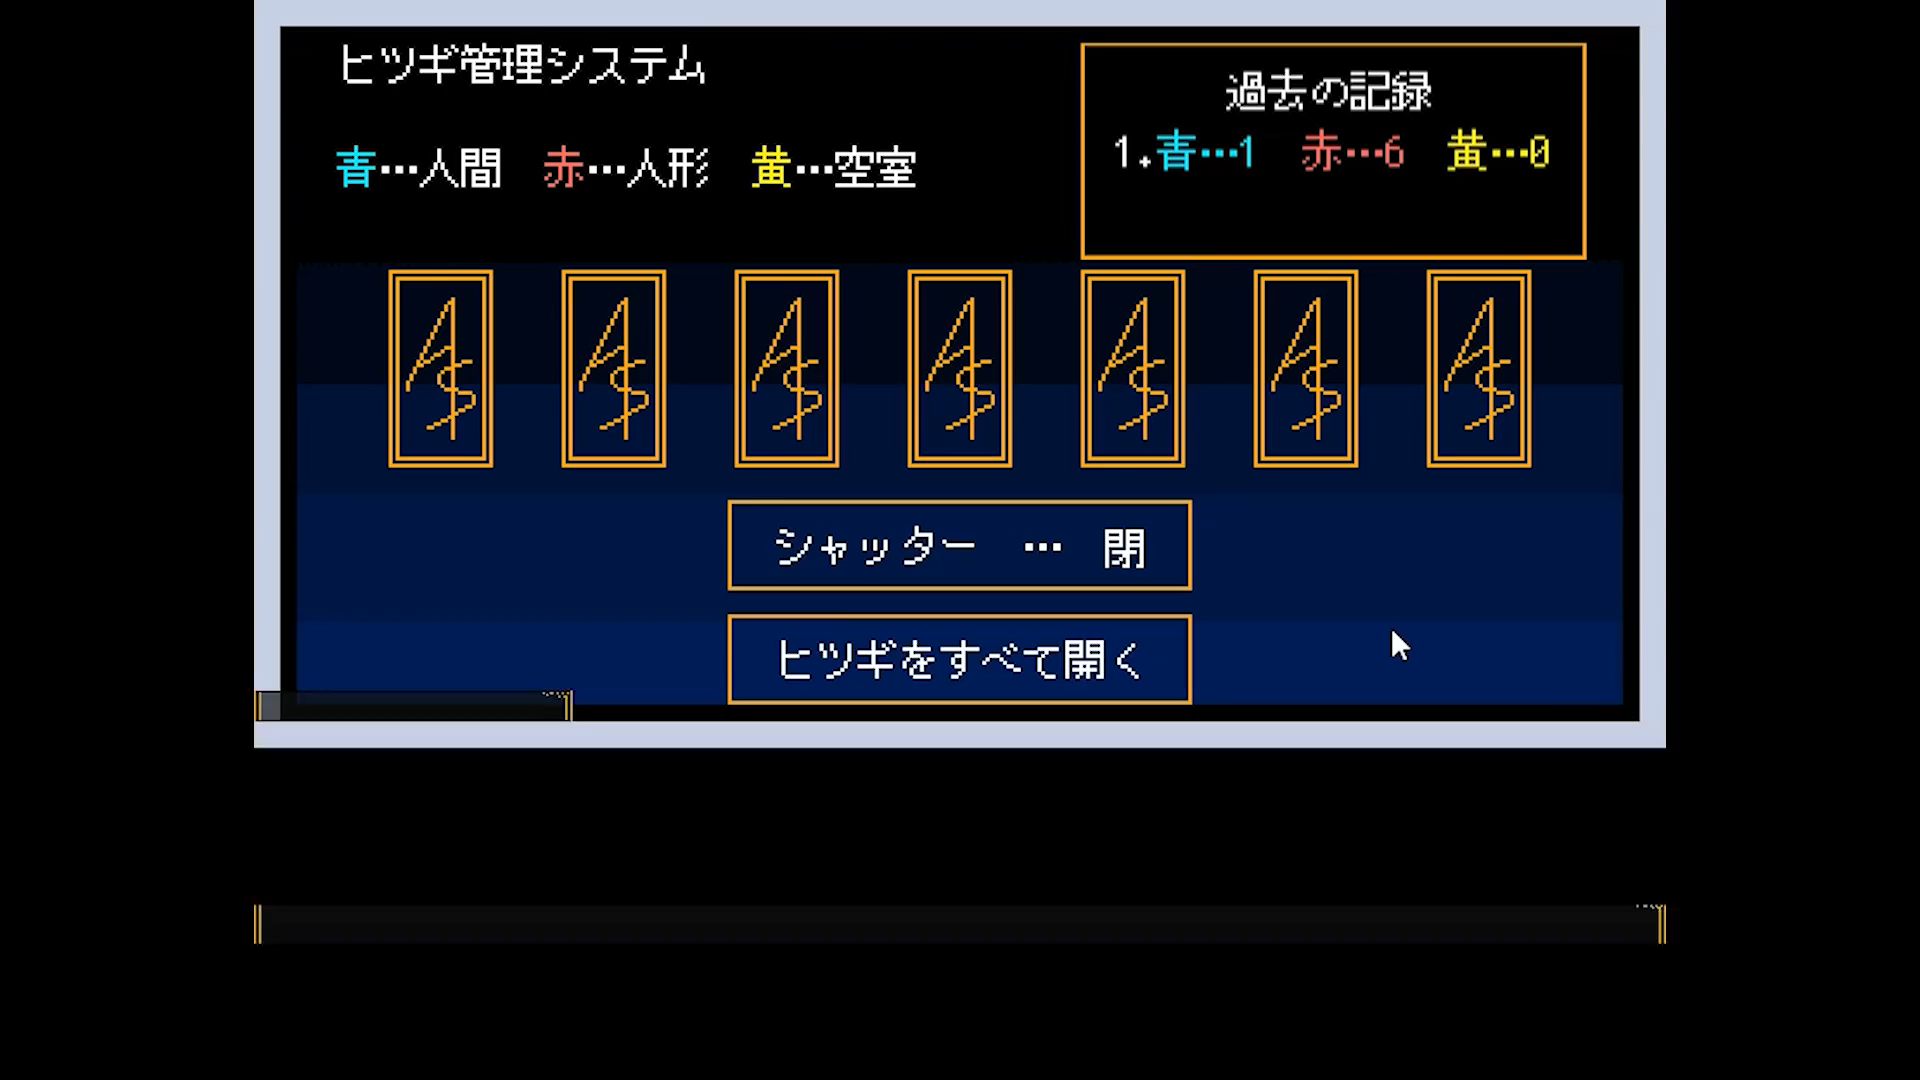 ヒツギ管理システム
青…人間 赤…人形 黄…空室
過去の記録
1.青…1 赤…6 黄…0
シャッター … 閉
ヒツギをすべて開く